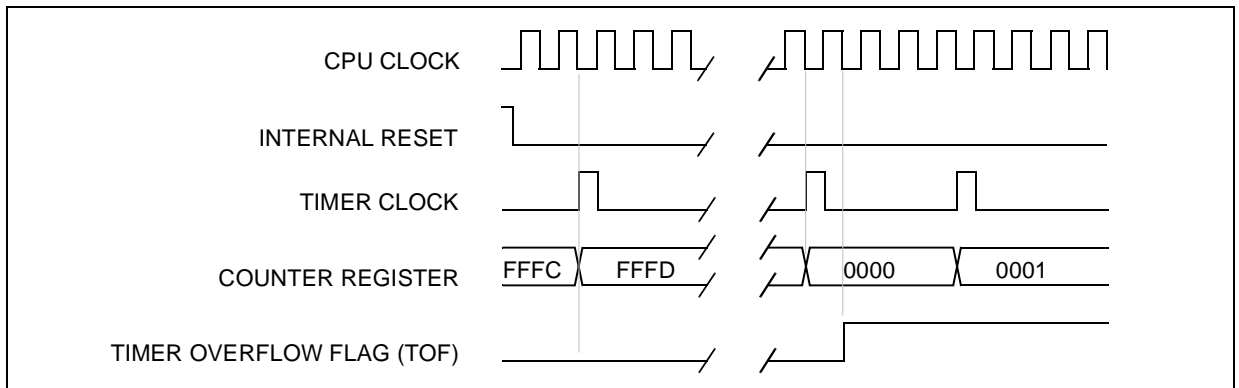 CPU CLOCK
INTERNAL RESET
TIMER CLOCK
COUNTER REGISTER
FFFC FFFD 0000 0001
TIMER OVERFLOW FLAG (TOF)